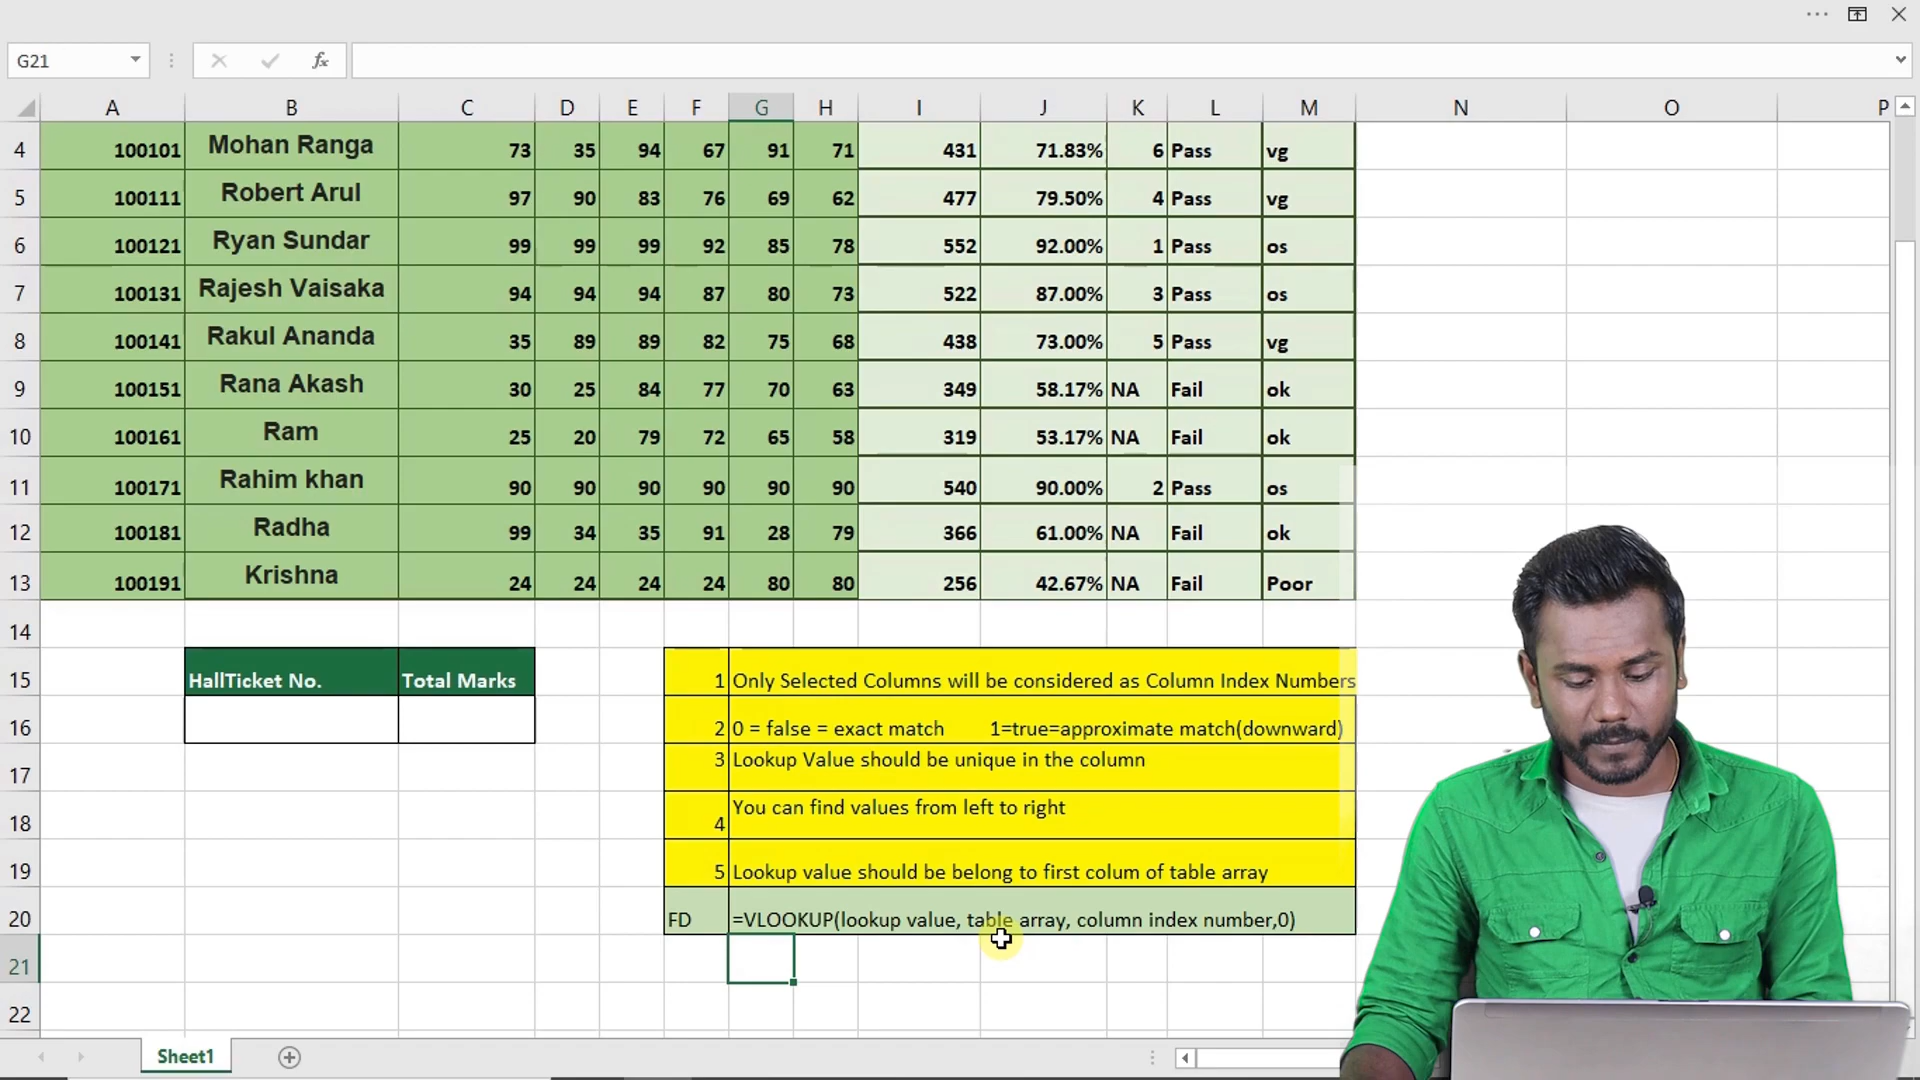 G21 fx
A B C D E F G H I J K L M N O P
4 100101 Mohan Ranga 73 35 94 67 91 71 431 71.83% 6 Pass vg
5 100111 Robert Arul 97 90 83 76 69 62 477 79.50% 4 Pass vg
6 100121 Ryan Sundar 99 99 99 92 85 78 552 92.00% 1 Pass os
7 100131 Rajesh Vaisaka 94 94 94 87 80 73 522 87.00% 3 Pass os
8 100141 Rakul Ananda 35 89 89 82 75 68 438 73.00% 5 Pass vg
9 100151 Rana Akash 30 25 84 77 70 63 349 58.17% NA Fail ok
10 100161 Ram 25 20 79 72 65 58 319 53.17% NA Fail ok
11 100171 Rahim khan 90 90 90 90 90 90 540 90.00% 2 Pass os
12 100181 Radha 99 34 35 91 28 79 366 61.00% NA Fail ok
13 100191 Krishna 24 24 24 24 80 80 256 42.67% NA Fail Poor
14
15 HallTicket No. Total Marks 1 Only Selected Columns will be considered as Column Index Numbers
16 2 0 = false = exact match 1=true=approximate match(downward)
17 3 Lookup Value should be unique in the column
18 4 You can find values from left to right
19 5 Lookup value should be belong to first colum of table array
20 FD =VLOOKUP(lookup value, table array, column index number,0)
21
22
Sheet1